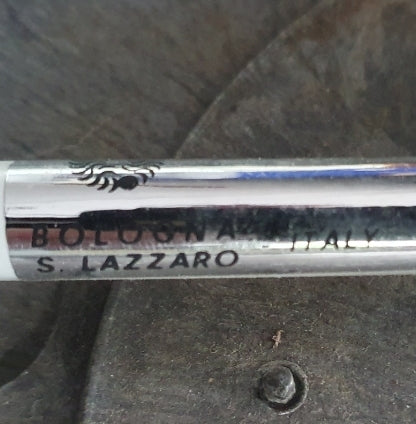 BOLOGNA - ITALY
S. LAZZARO